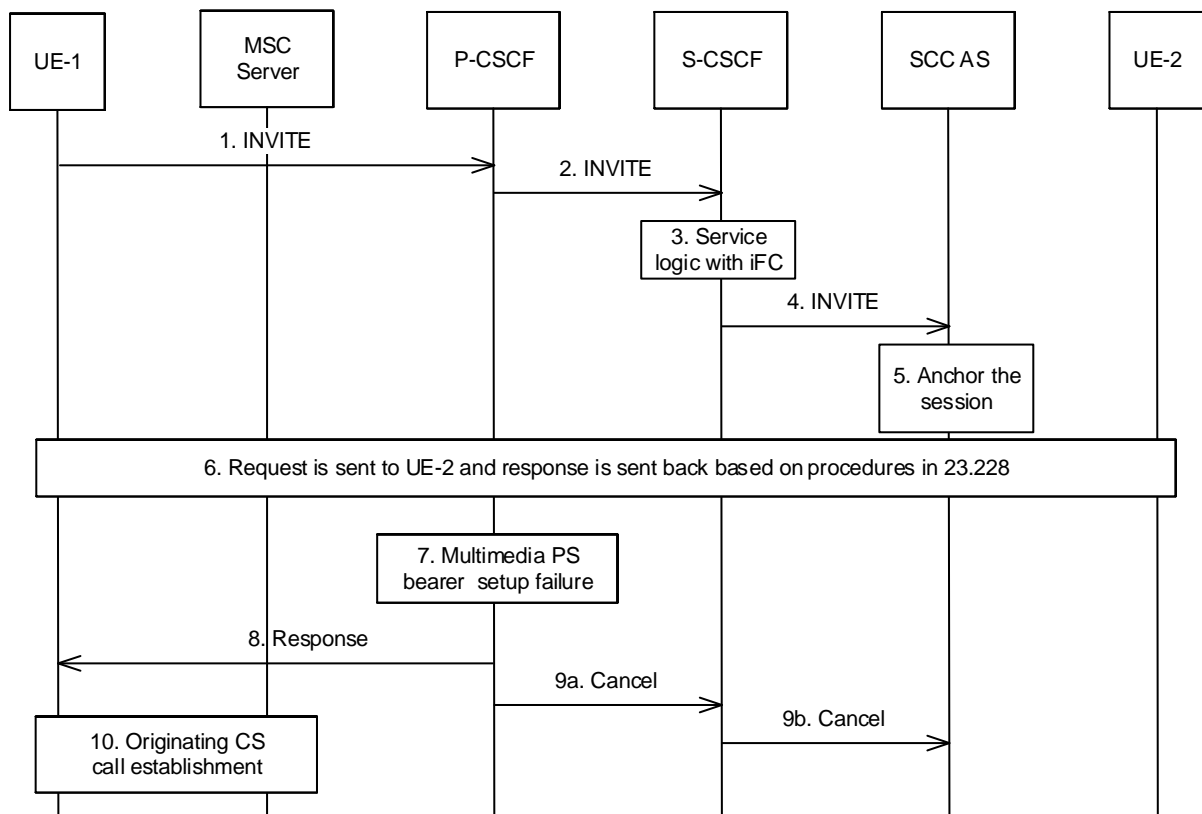 UE-1
MSC
Server
P-CSCF
S-CSCF
SCC AS
UE-2
1. INVITE
2. INVITE
3. Service
logic with iFC
4. INVITE
5. Anchor the
session
6. Request is sent to UE-2 and response is sent back based on procedures in 23.228
7. Multimedia PS
bearer setup failure
8. Response
9a. Cancel
9b. Cancel
10. Originating CS
call establishment